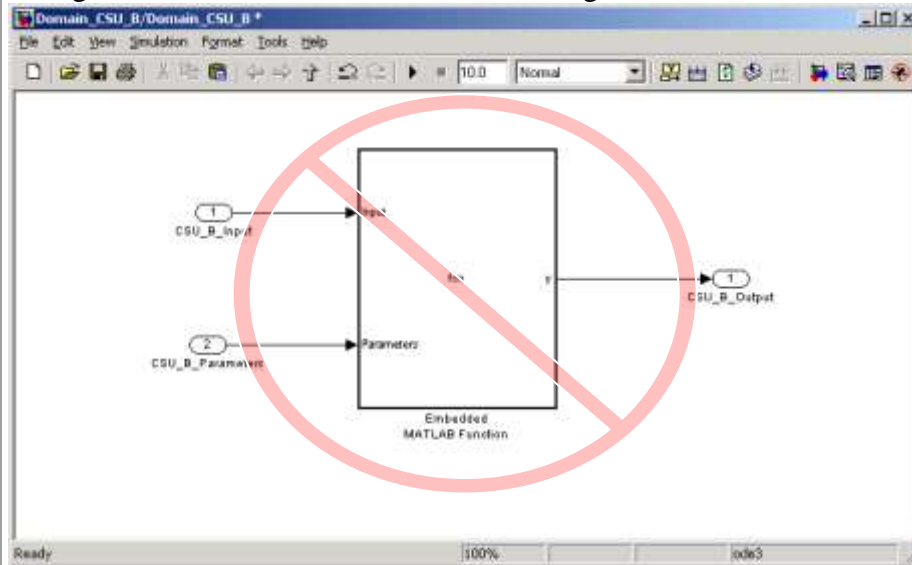 Domain_CSU_B/Domain_CSU_B *
File Edit View Simulation Format Tools Help
10.0 Normal
1
CSU_B_Input
Input
fcn
y
1
CSU_B_Output
2
CSU_B_Parameters
Parameters
Embedded
MATLAB Function
Ready 100% ode3